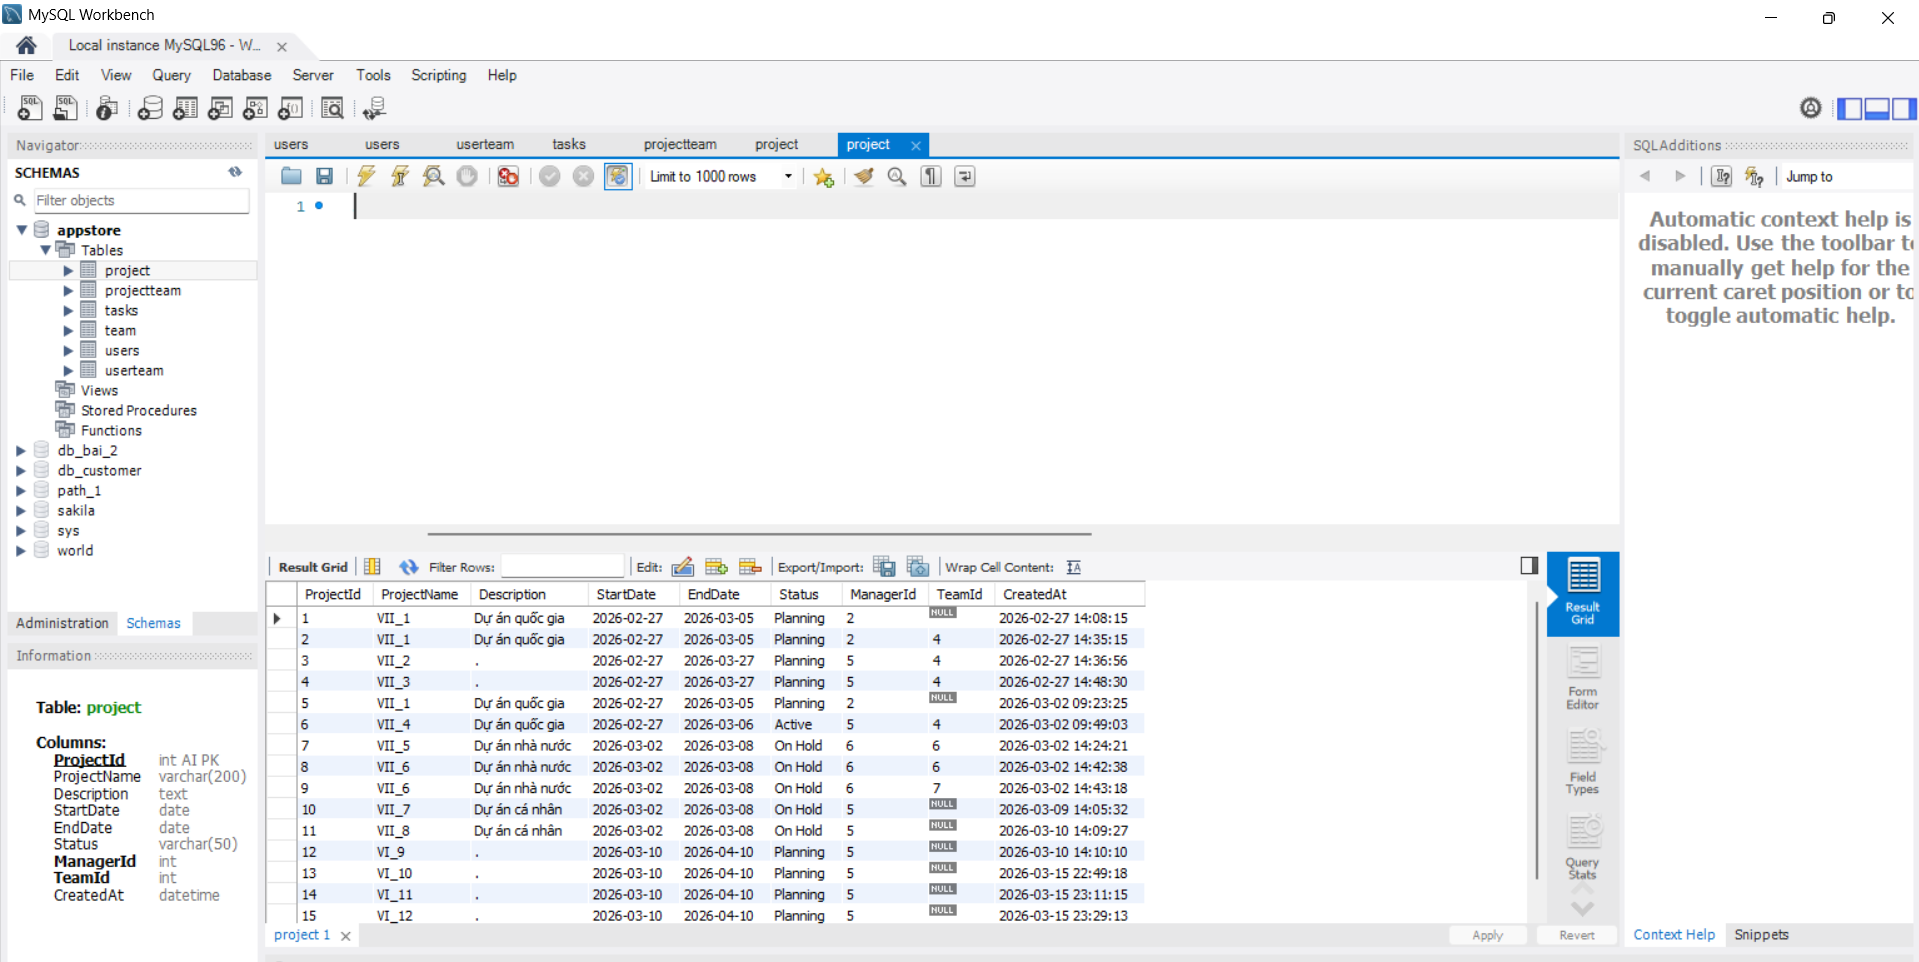 MySQL Workbench
Local instance MySQL96 - W...
File Edit View Query Database Server Tools Scripting Help
Navigator
SCHEMAS
Filter objects
appstore
Tables
project
projectteam
tasks
team
users
userteam
Views
Stored Procedures
Functions
db_bai_2
db_customer
path_1
sakila
sys
world
Administration Schemas
Information
Table: project
Columns:
ProjectId int AI PK
ProjectName varchar(200)
Description text
StartDate date
EndDate date
Status varchar(50)
ManagerId int
TeamId int
CreatedAt datetime
users users userteam tasks projectteam project project
Limit to 1000 rows
1
Result Grid Filter Rows: Edit: Export/Import: Wrap Cell Content:
ProjectId ProjectName Description StartDate EndDate Status ManagerId TeamId CreatedAt
1 VII_1 Dự án quốc gia 2026-02-27 2026-03-05 Planning 2 NULL 2026-02-27 14:08:15
2 VII_1 Dự án quốc gia 2026-02-27 2026-03-05 Planning 2 4 2026-02-27 14:35:15
3 VII_2 . 2026-02-27 2026-03-27 Planning 5 4 2026-02-27 14:36:56
4 VII_3 . 2026-02-27 2026-03-27 Planning 5 4 2026-02-27 14:48:30
5 VII_1 Dự án quốc gia 2026-02-27 2026-03-05 Planning 2 NULL 2026-03-02 09:23:25
6 VII_4 Dự án quốc gia 2026-02-27 2026-03-06 Active 5 4 2026-03-02 09:49:03
7 VII_5 Dự án nhà nước 2026-03-02 2026-03-08 On Hold 6 6 2026-03-02 14:24:21
8 VII_6 Dự án nhà nước 2026-03-02 2026-03-08 On Hold 6 6 2026-03-02 14:42:38
9 VII_6 Dự án nhà nước 2026-03-02 2026-03-08 On Hold 6 7 2026-03-02 14:43:18
10 VII_7 Dự án cá nhân 2026-03-02 2026-03-08 On Hold 5 NULL 2026-03-09 14:05:32
11 VII_8 Dự án cá nhân 2026-03-02 2026-03-08 On Hold 5 NULL 2026-03-10 14:09:27
12 VI_9 . 2026-03-10 2026-04-10 Planning 5 NULL 2026-03-10 14:10:10
13 VI_10 . 2026-03-10 2026-04-10 Planning 5 NULL 2026-03-15 22:49:18
14 VI_11 . 2026-03-10 2026-04-10 Planning 5 NULL 2026-03-15 23:11:15
15 VI_12 . 2026-03-10 2026-04-10 Planning 5 NULL 2026-03-15 23:29:13
project 1
Apply Revert
Result
Grid
Form
Editor
Field
Types
Query
Stats
SQLAdditions
Jump to
Automatic context help is
disabled. Use the toolbar to
manually get help for the
current caret position or to
toggle automatic help.
Context Help Snippets